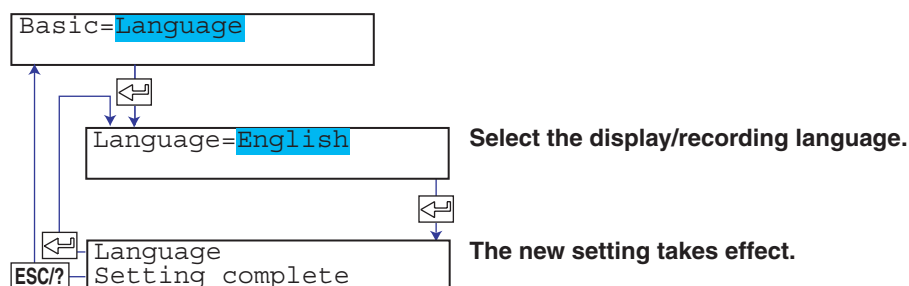 Basic=Language
Language=English
Select the display/recording language.
Language
Setting complete
The new setting takes effect.
ESC/?